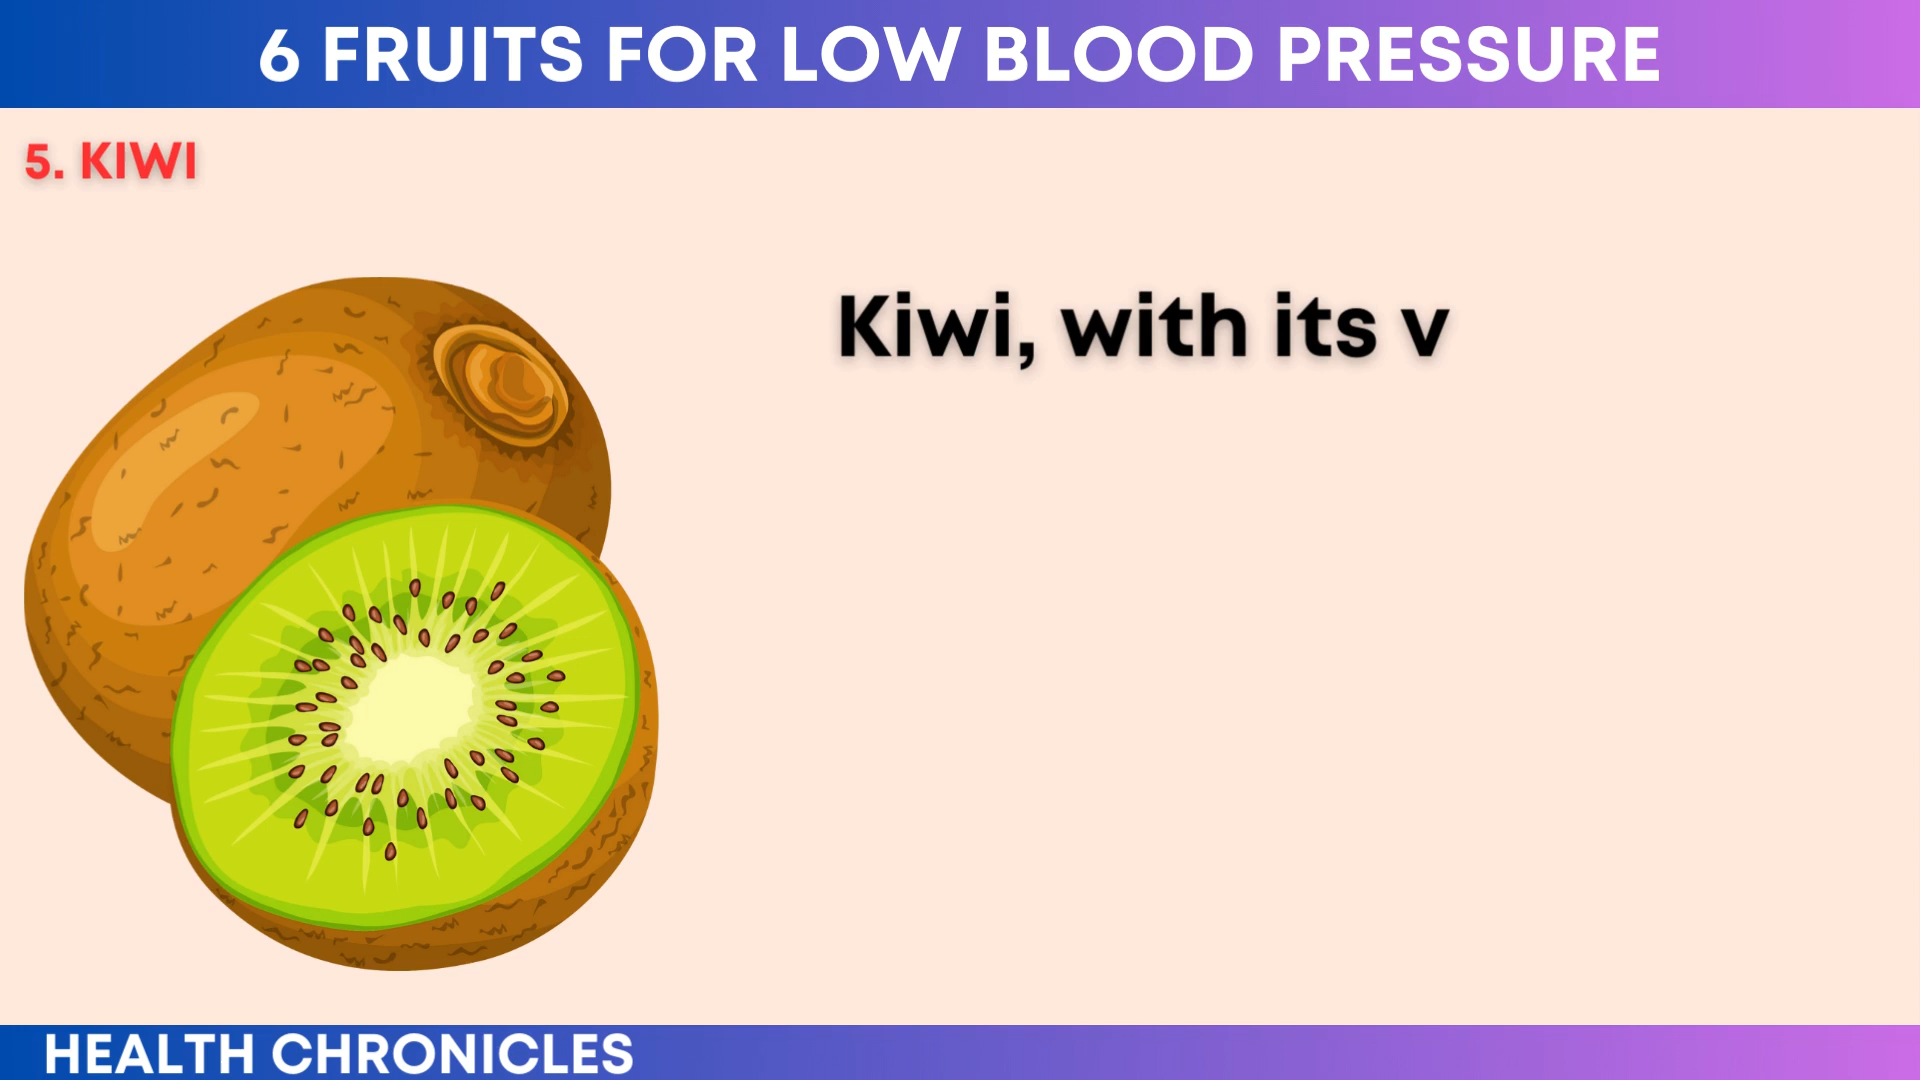 6 FRUITS FOR LOW BLOOD PRESSURE
5. KIWI
Kiwi, with its v
HEALTH CHRONICLES